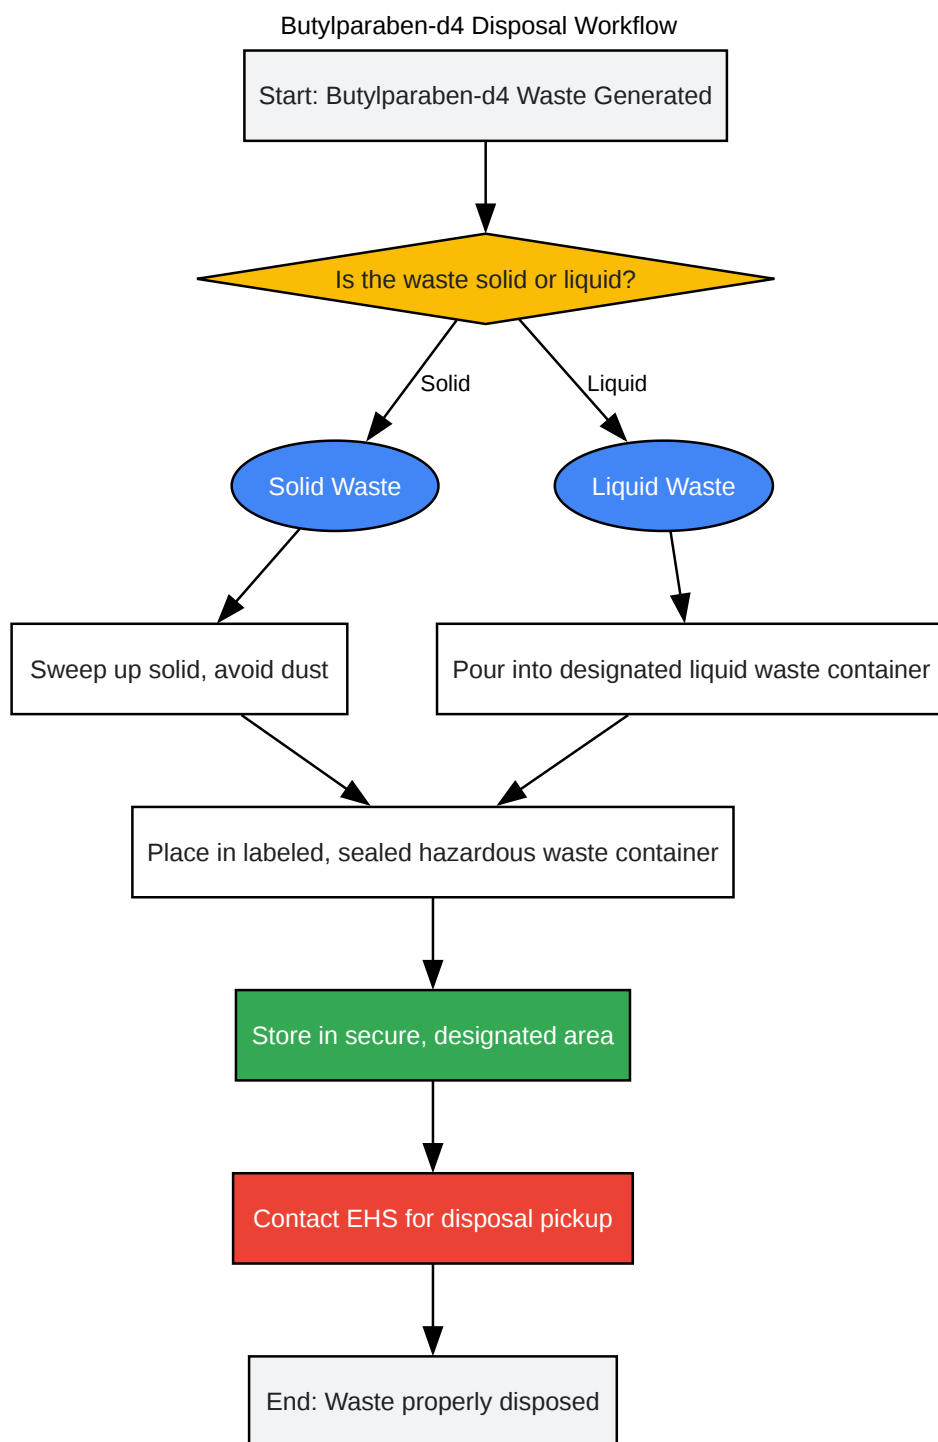 Butylparaben-d4 Disposal Workflow
Start: Butylparaben-d4 Waste Generated
Is the waste solid or liquid?
Solid
Liquid
Solid Waste
Liquid Waste
Sweep up solid, avoid dust
Pour into designated liquid waste container
Place in labeled, sealed hazardous waste container
Store in secure, designated area
Contact EHS for disposal pickup
End: Waste properly disposed